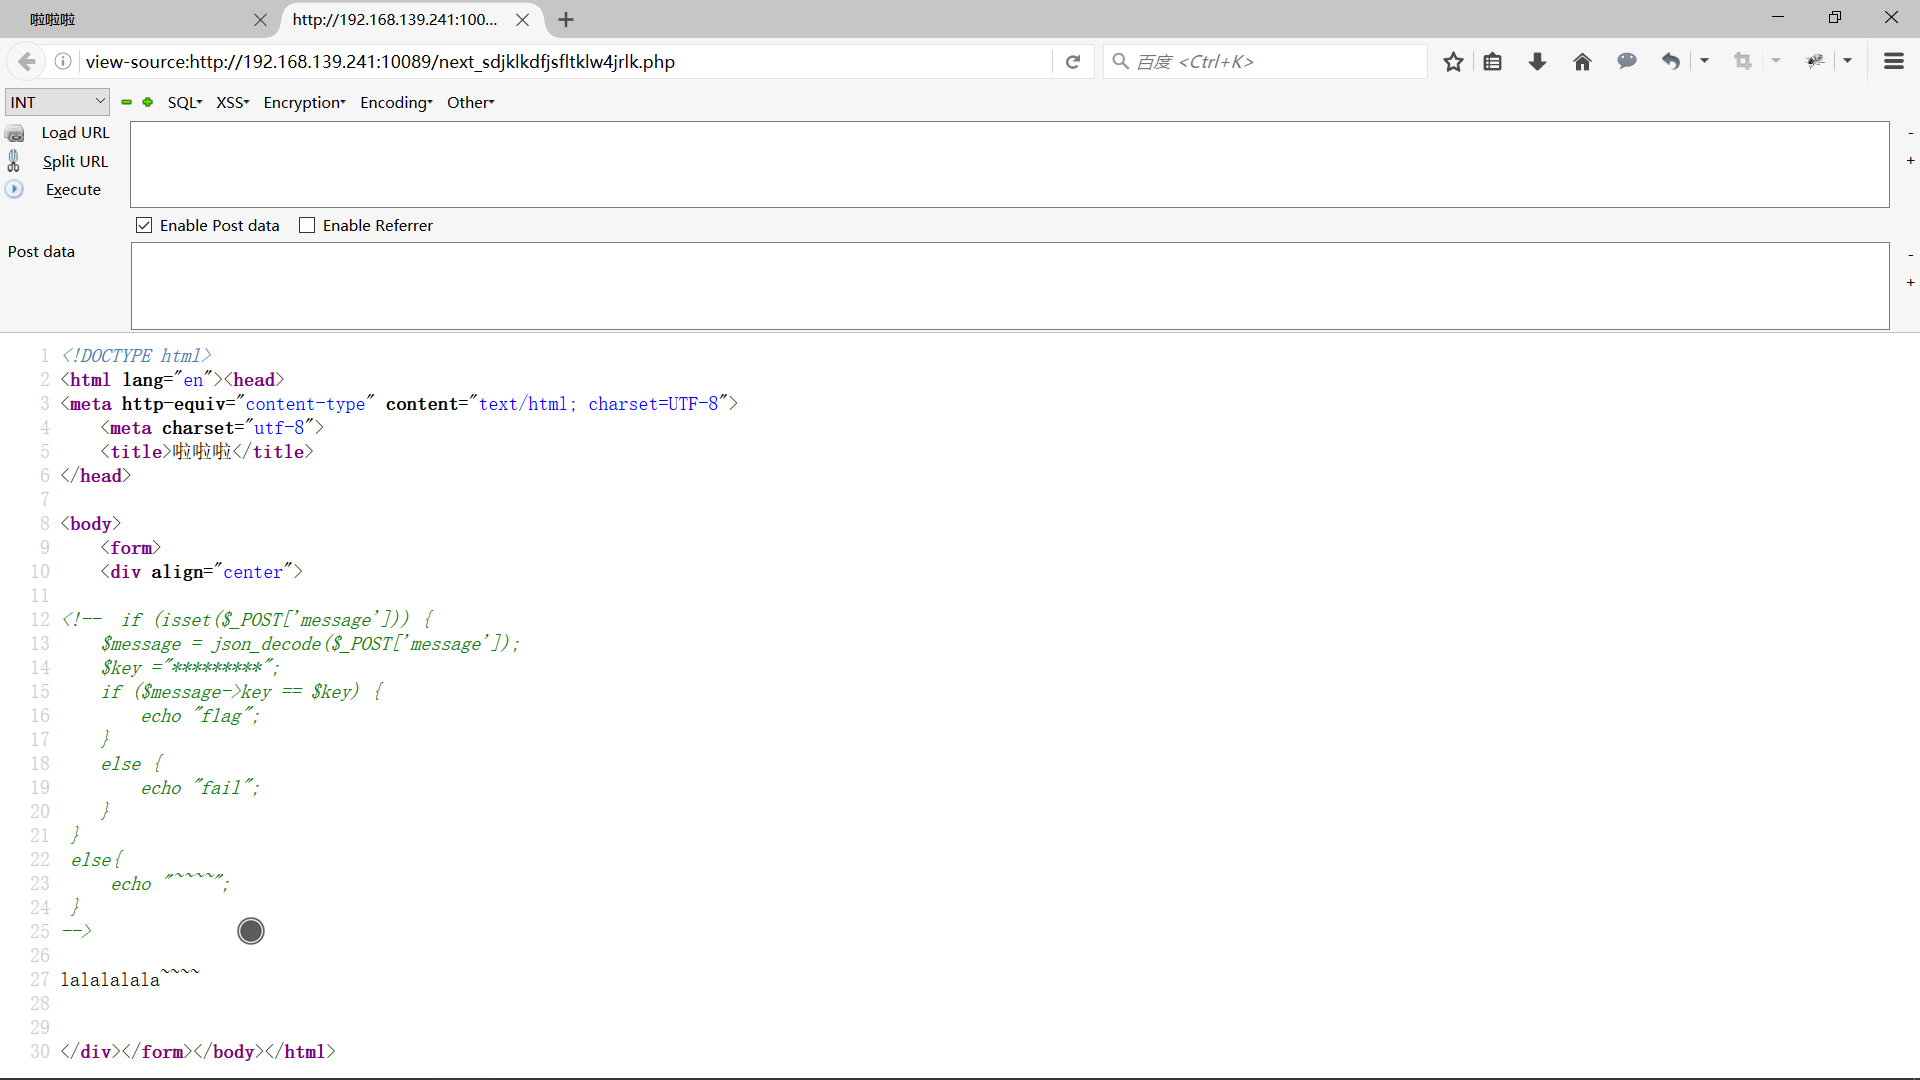 啦啦啦
http://192.168.139.241:100...
view-source:http://192.168.139.241:10089/next_sdjklkdfjsfltklw4jrlk.php
百度 <Ctrl+K>
INT
SQL
XSS
Encryption
Encoding
Other
Load URL
Split URL
Execute
-
+
Enable Post data
Enable Referrer
Post data
-
+
1 <!DOCTYPE html>
2 <html lang="en"><head>
3 <meta http-equiv="content-type" content="text/html; charset=UTF-8">
4     <meta charset="utf-8">
5     <title>啦啦啦</title>
6 </head>
7
8 <body>
9     <form>
10     <div align="center">
11
12 <!--  if (isset($_POST['message'])) {
13     $message = json_decode($_POST['message']);
14     $key ="*********";
15     if ($message->key == $key) {
16         echo "flag";
17     }
18     else {
19         echo "fail";
20     }
21  }
22  else{
23      echo "~~~~";
24  }
25 -->
26
27 lalalalala~~~~
28
29
30 </div></form></body></html>